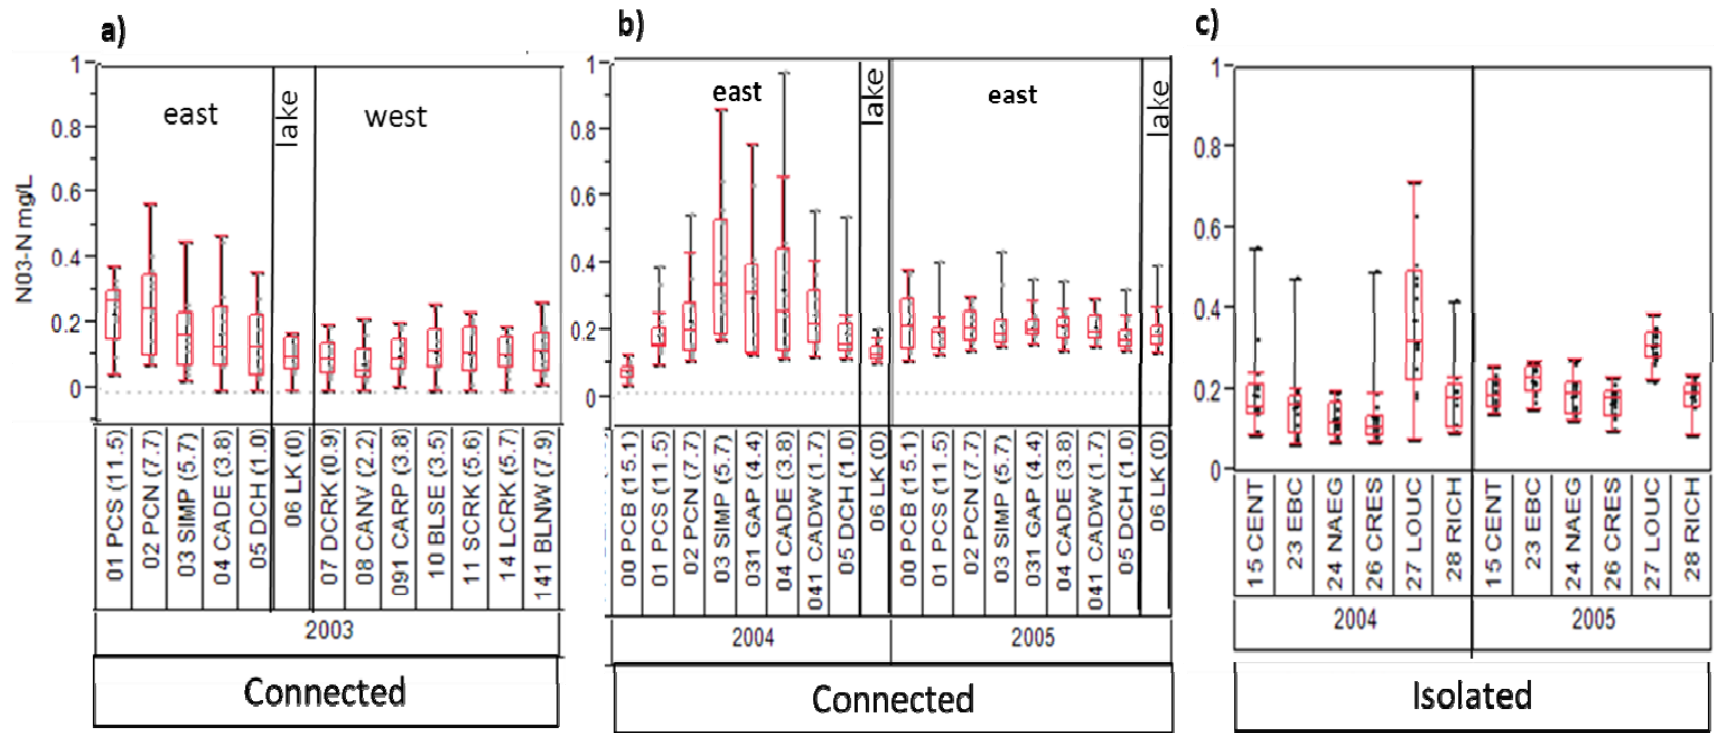 a)
N03-N mg/L
1
0.8
0.6
0.4
0.2
0
east
lake
west
01 PCS (11.5)
02 PCN (7.7)
03 SIMP (5.7)
04 CADE (3.8)
05 DCH (1.0)
06 LK (0)
07 DCRK (0.9)
08 CANV (2.2)
091 CARP (3.8)
10 BLSE (3.5)
11 SCRK (5.6)
14 LCRK (5.7)
141 BLNW (7.9)
2003
Connected
b)
1
0.8
0.6
0.4
0.2
0
east
lake
east
lake
00 PCB (15.1)
01 PCS (11.5)
02 PCN (7.7)
03 SIMP (5.7)
031 GAP (4.4)
04 CADE (3.8)
041 CADW (1.7)
05 DCH (1.0)
06 LK (0)
00 PCB (15.1)
01 PCS (11.5)
02 PCN (7.7)
03 SIMP (5.7)
031 GAP (4.4)
04 CADE (3.8)
041 CADW (1.7)
05 DCH (1.0)
06 LK (0)
2004
2005
Connected
c)
1
0.8
0.6
0.4
0.2
0
15 CENT
23 EBC
24 NAEG
26 CRES
27 LOUC
28 RICH
15 CENT
23 EBC
24 NAEG
26 CRES
27 LOUC
28 RICH
2004
2005
Isolated